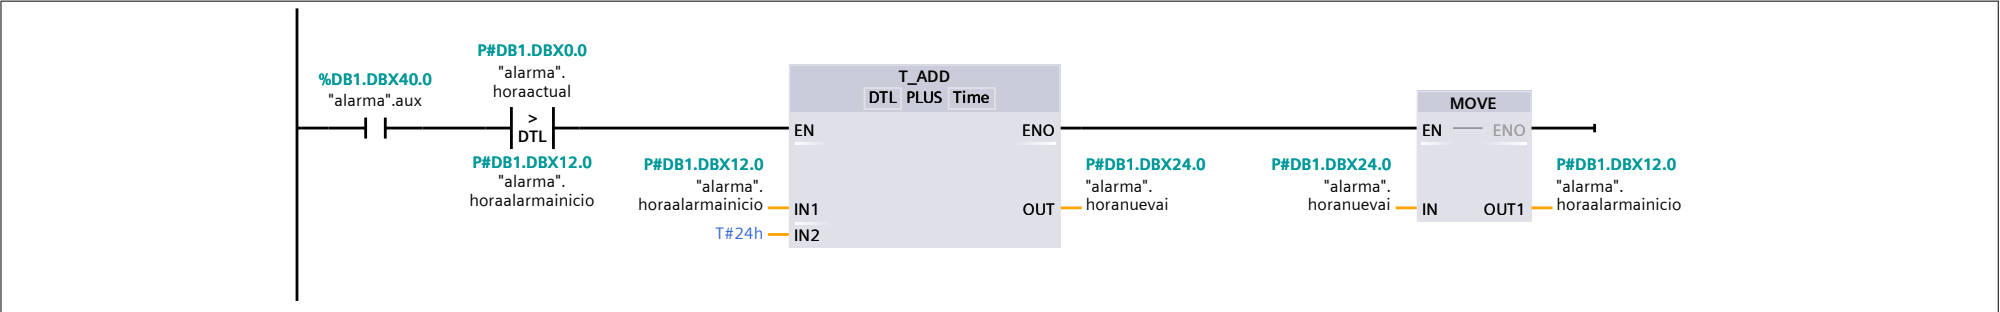 %DB1.DBX40.0
"alarma".aux
P#DB1.DBX0.0
"alarma".
horaactual
>
DTL
P#DB1.DBX12.0
"alarma".
horaalarmainicio
T_ADD
DTL PLUS Time
EN ENO
P#DB1.DBX12.0
"alarma".
horaalarmainicio
IN1
T#24h
IN2
OUT
P#DB1.DBX24.0
"alarma".
horanuevai
MOVE
EN ENO
P#DB1.DBX24.0
"alarma".
horanuevai
IN OUT1
P#DB1.DBX12.0
"alarma".
horaalarmainicio